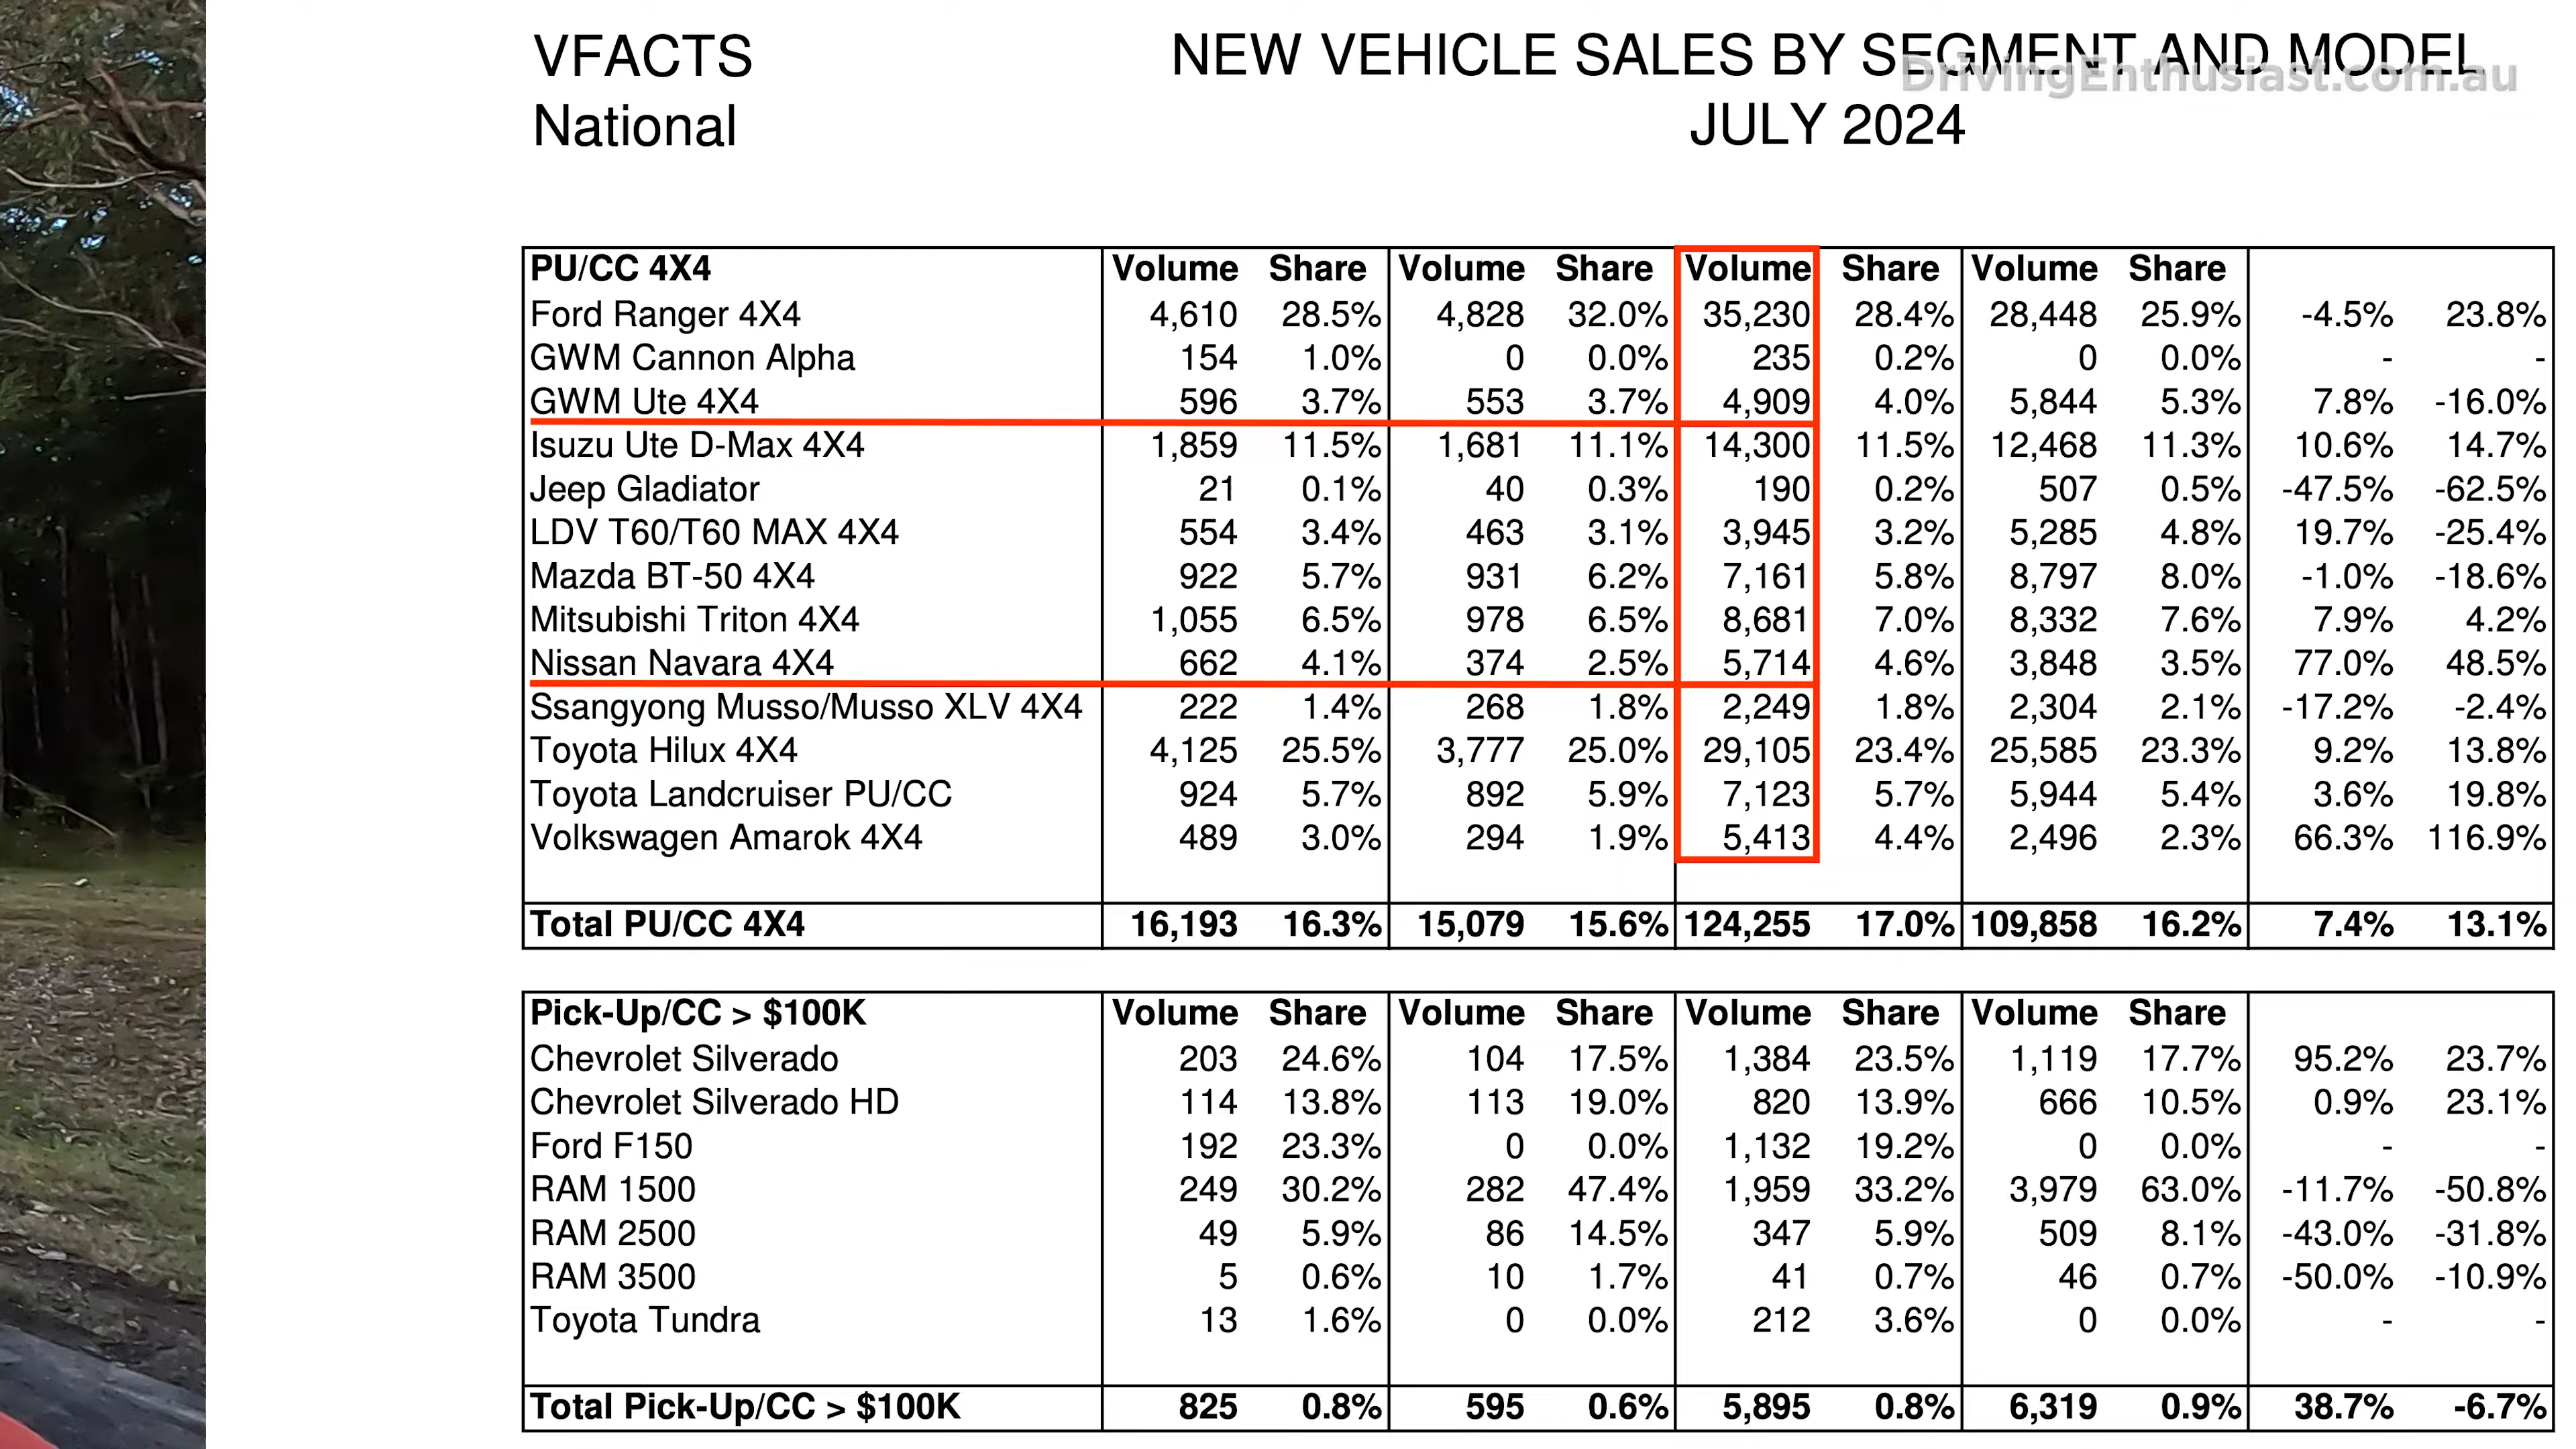 VFACTS NEW VEHICLE SALES BY SEGMENT AND MODEL
DrivingEnthusiast.com.au
National JULY 2024
PU/CC 4X4 Volume Share Volume Share Volume Share Volume Share
Ford Ranger 4X4 4,610 28.5% 4,828 32.0% 35,230 28.4% 28,448 25.9% -4.5% 23.8%
GWM Cannon Alpha 154 1.0% 0 0.0% 235 0.2% 0 0.0% - -
GWM Ute 4X4 596 3.7% 553 3.7% 4,909 4.0% 5,844 5.3% 7.8% -16.0%
Isuzu Ute D-Max 4X4 1,859 11.5% 1,681 11.1% 14,300 11.5% 12,468 11.3% 10.6% 14.7%
Jeep Gladiator 21 0.1% 40 0.3% 190 0.2% 507 0.5% -47.5% -62.5%
LDV T60/T60 MAX 4X4 554 3.4% 463 3.1% 3,945 3.2% 5,285 4.8% 19.7% -25.4%
Mazda BT-50 4X4 922 5.7% 931 6.2% 7,161 5.8% 8,797 8.0% -1.0% -18.6%
Mitsubishi Triton 4X4 1,055 6.5% 978 6.5% 8,681 7.0% 8,332 7.6% 7.9% 4.2%
Nissan Navara 4X4 662 4.1% 374 2.5% 5,714 4.6% 3,848 3.5% 77.0% 48.5%
Ssangyong Musso/Musso XLV 4X4 222 1.4% 268 1.8% 2,249 1.8% 2,304 2.1% -17.2% -2.4%
Toyota Hilux 4X4 4,125 25.5% 3,777 25.0% 29,105 23.4% 25,585 23.3% 9.2% 13.8%
Toyota Landcruiser PU/CC 924 5.7% 892 5.9% 7,123 5.7% 5,944 5.4% 3.6% 19.8%
Volkswagen Amarok 4X4 489 3.0% 294 1.9% 5,413 4.4% 2,496 2.3% 66.3% 116.9%
Total PU/CC 4X4 16,193 16.3% 15,079 15.6% 124,255 17.0% 109,858 16.2% 7.4% 13.1%
Pick-Up/CC > $100K Volume Share Volume Share Volume Share Volume Share
Chevrolet Silverado 203 24.6% 104 17.5% 1,384 23.5% 1,119 17.7% 95.2% 23.7%
Chevrolet Silverado HD 114 13.8% 113 19.0% 820 13.9% 666 10.5% 0.9% 23.1%
Ford F150 192 23.3% 0 0.0% 1,132 19.2% 0 0.0% - -
RAM 1500 249 30.2% 282 47.4% 1,959 33.2% 3,979 63.0% -11.7% -50.8%
RAM 2500 49 5.9% 86 14.5% 347 5.9% 509 8.1% -43.0% -31.8%
RAM 3500 5 0.6% 10 1.7% 41 0.7% 46 0.7% -50.0% -10.9%
Toyota Tundra 13 1.6% 0 0.0% 212 3.6% 0 0.0% - -
Total Pick-Up/CC > $100K 825 0.8% 595 0.6% 5,895 0.8% 6,319 0.9% 38.7% -6.7%